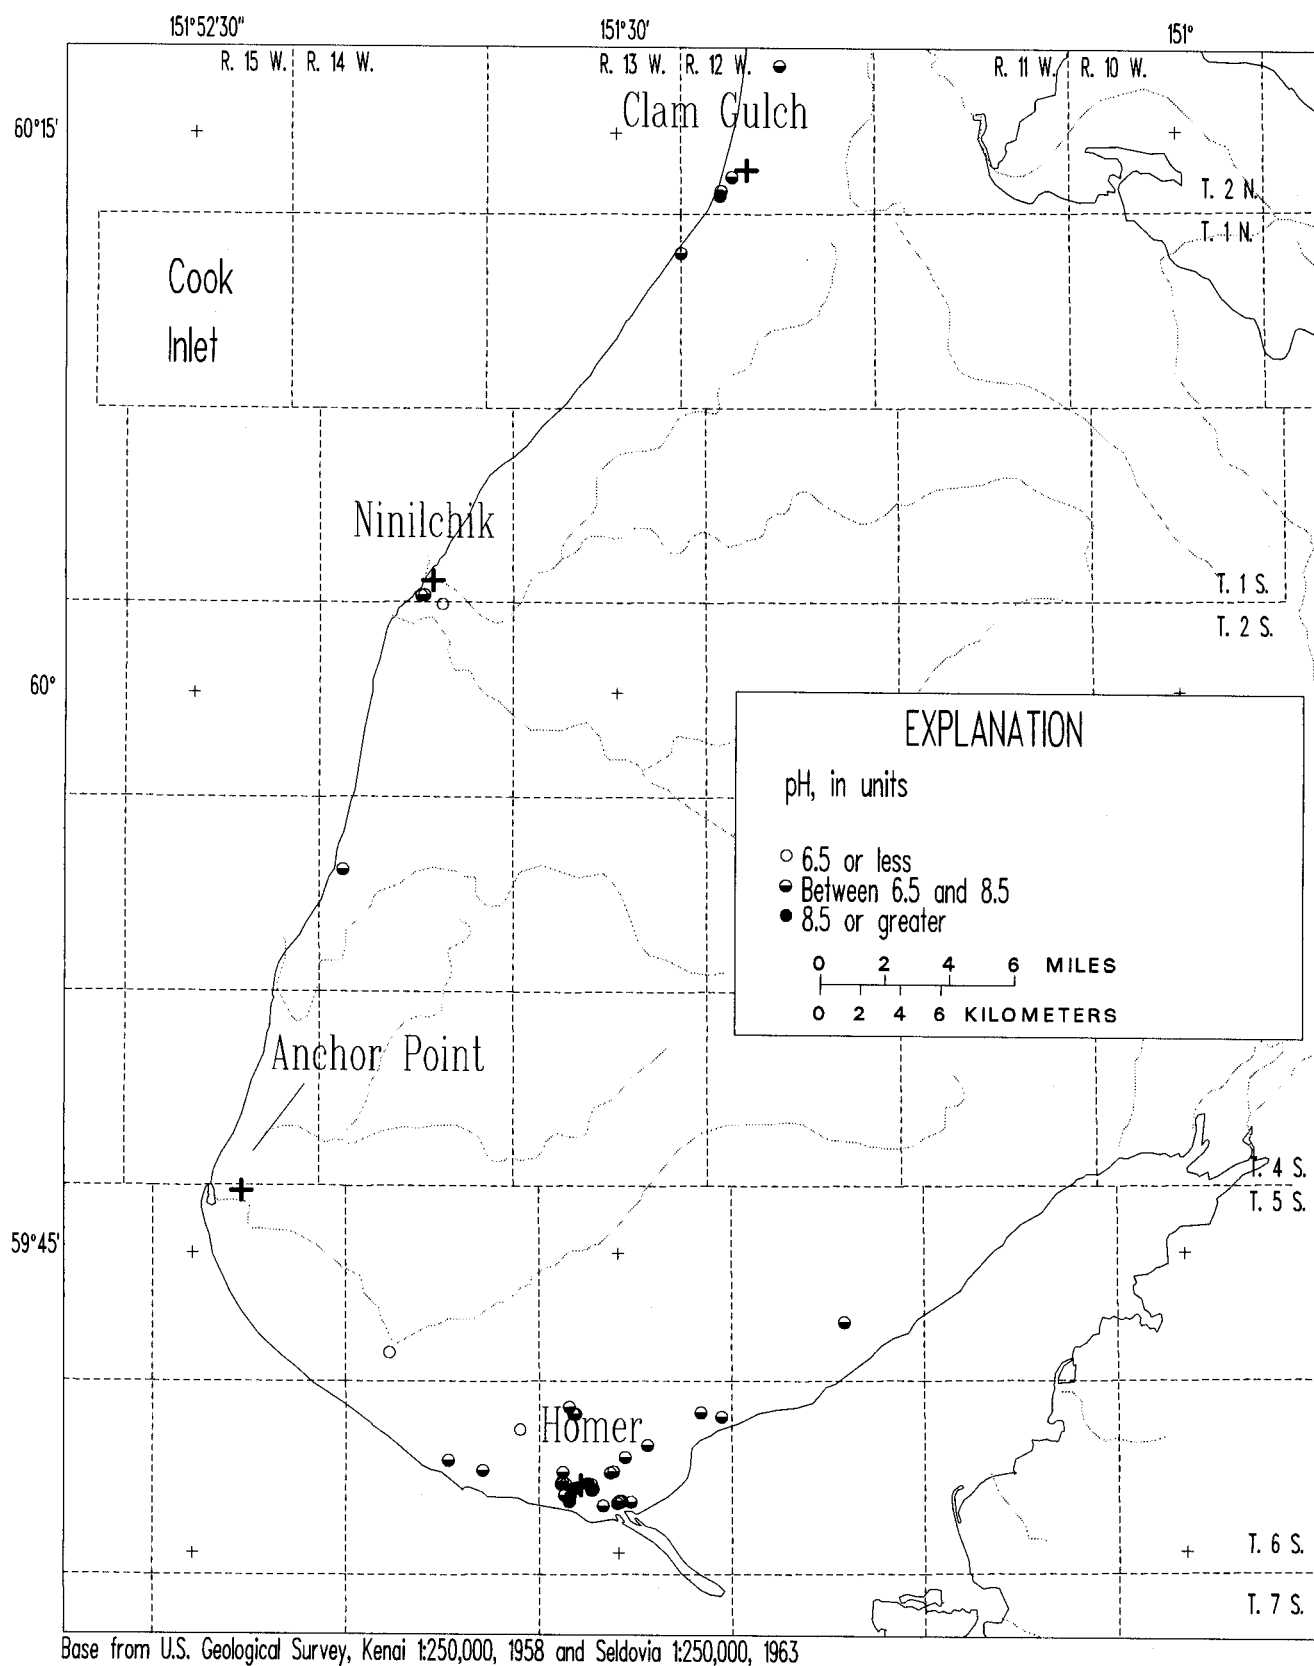 151°52'30" 151°30' 151°
R. 15 W. R. 14 W. R. 13 W. R. 12 W. R. 11 W. R. 10 W.
Clam Gulch
60°15'
T. 2 N.
T. 1 N.
Cook
Inlet
Ninilchik
T. 1 S.
T. 2 S.
60°
EXPLANATION
pH, in units
6.5 or less
Between 6.5 and 8.5
8.5 or greater
0 2 4 6 MILES
0 2 4 6 KILOMETERS
Anchor Point
T. 4 S.
T. 5 S.
59°45'
Homer
T. 6 S.
T. 7 S.
Base from U.S. Geological Survey, Kenai 1:250,000, 1958 and Seldovia 1:250,000, 1963